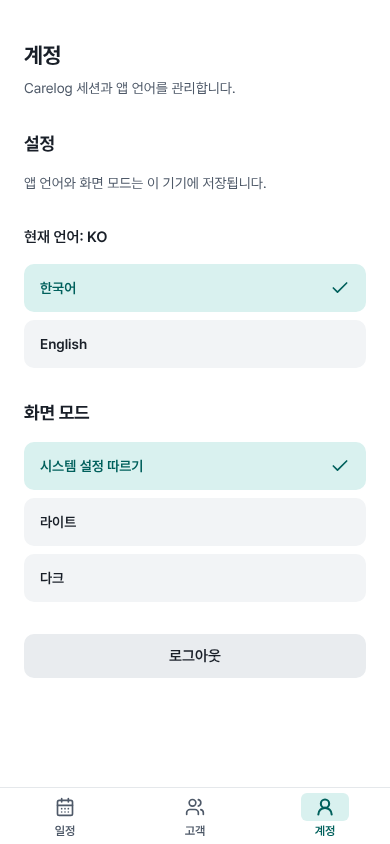 계정
Carelog 세션과 앱 언어를 관리합니다.
설정
앱 언어와 화면 모드는 이 기기에 저장됩니다.
현재 언어: KO
한국어
English
화면 모드
시스템 설정 따르기
라이트
다크
로그아웃
일정
고객
계정